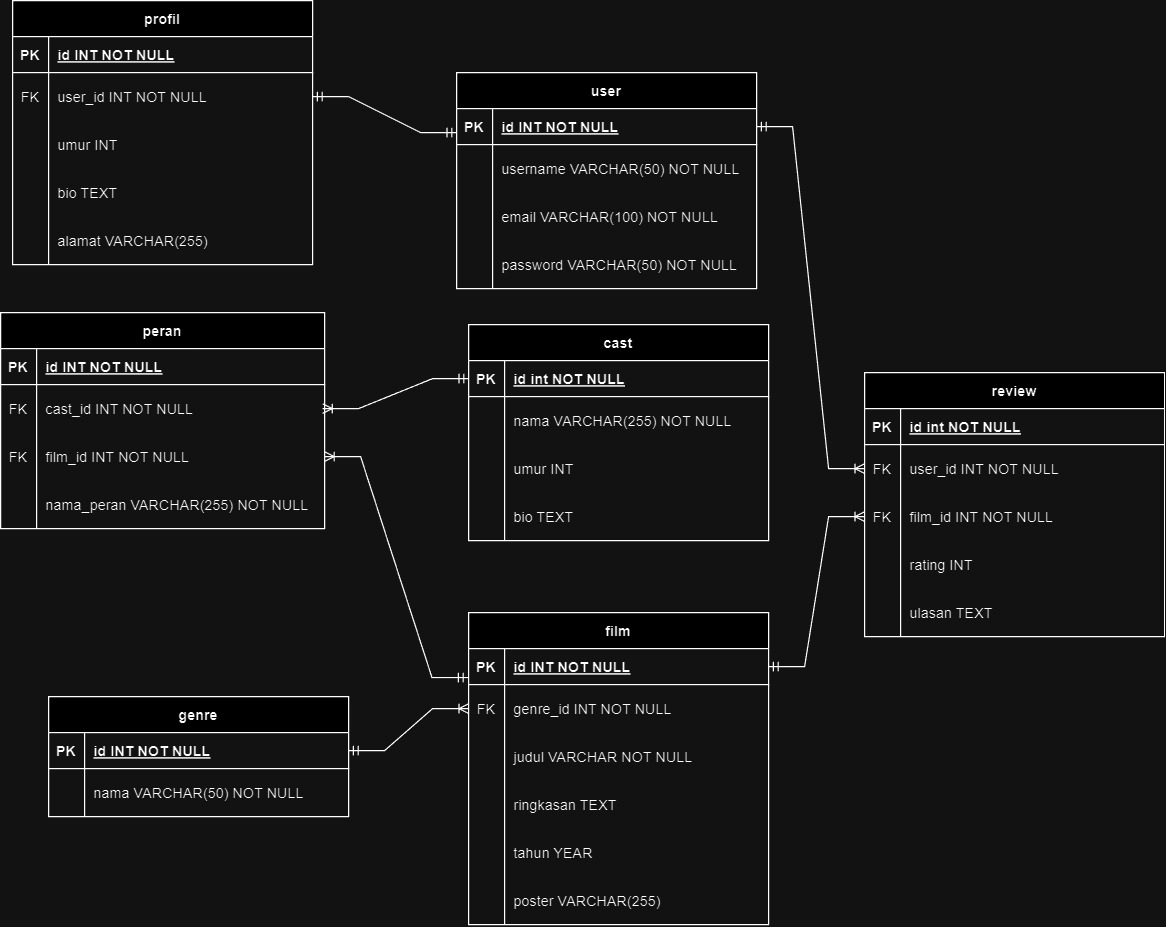 profil
PK id INT NOT NULL
FK user_id INT NOT NULL
umur INT
bio TEXT
alamat VARCHAR(255)
user
PK id INT NOT NULL
username VARCHAR(50) NOT NULL
email VARCHAR(100) NOT NULL
password VARCHAR(50) NOT NULL
peran
PK id INT NOT NULL
FK cast_id INT NOT NULL
FK film_id INT NOT NULL
nama_peran VARCHAR(255) NOT NULL
cast
PK id int NOT NULL
nama VARCHAR(255) NOT NULL
umur INT
bio TEXT
review
PK id int NOT NULL
FK user_id INT NOT NULL
FK film_id INT NOT NULL
rating INT
ulasan TEXT
genre
PK id INT NOT NULL
nama VARCHAR(50) NOT NULL
film
PK id INT NOT NULL
FK genre_id INT NOT NULL
judul VARCHAR NOT NULL
ringkasan TEXT
tahun YEAR
poster VARCHAR(255)